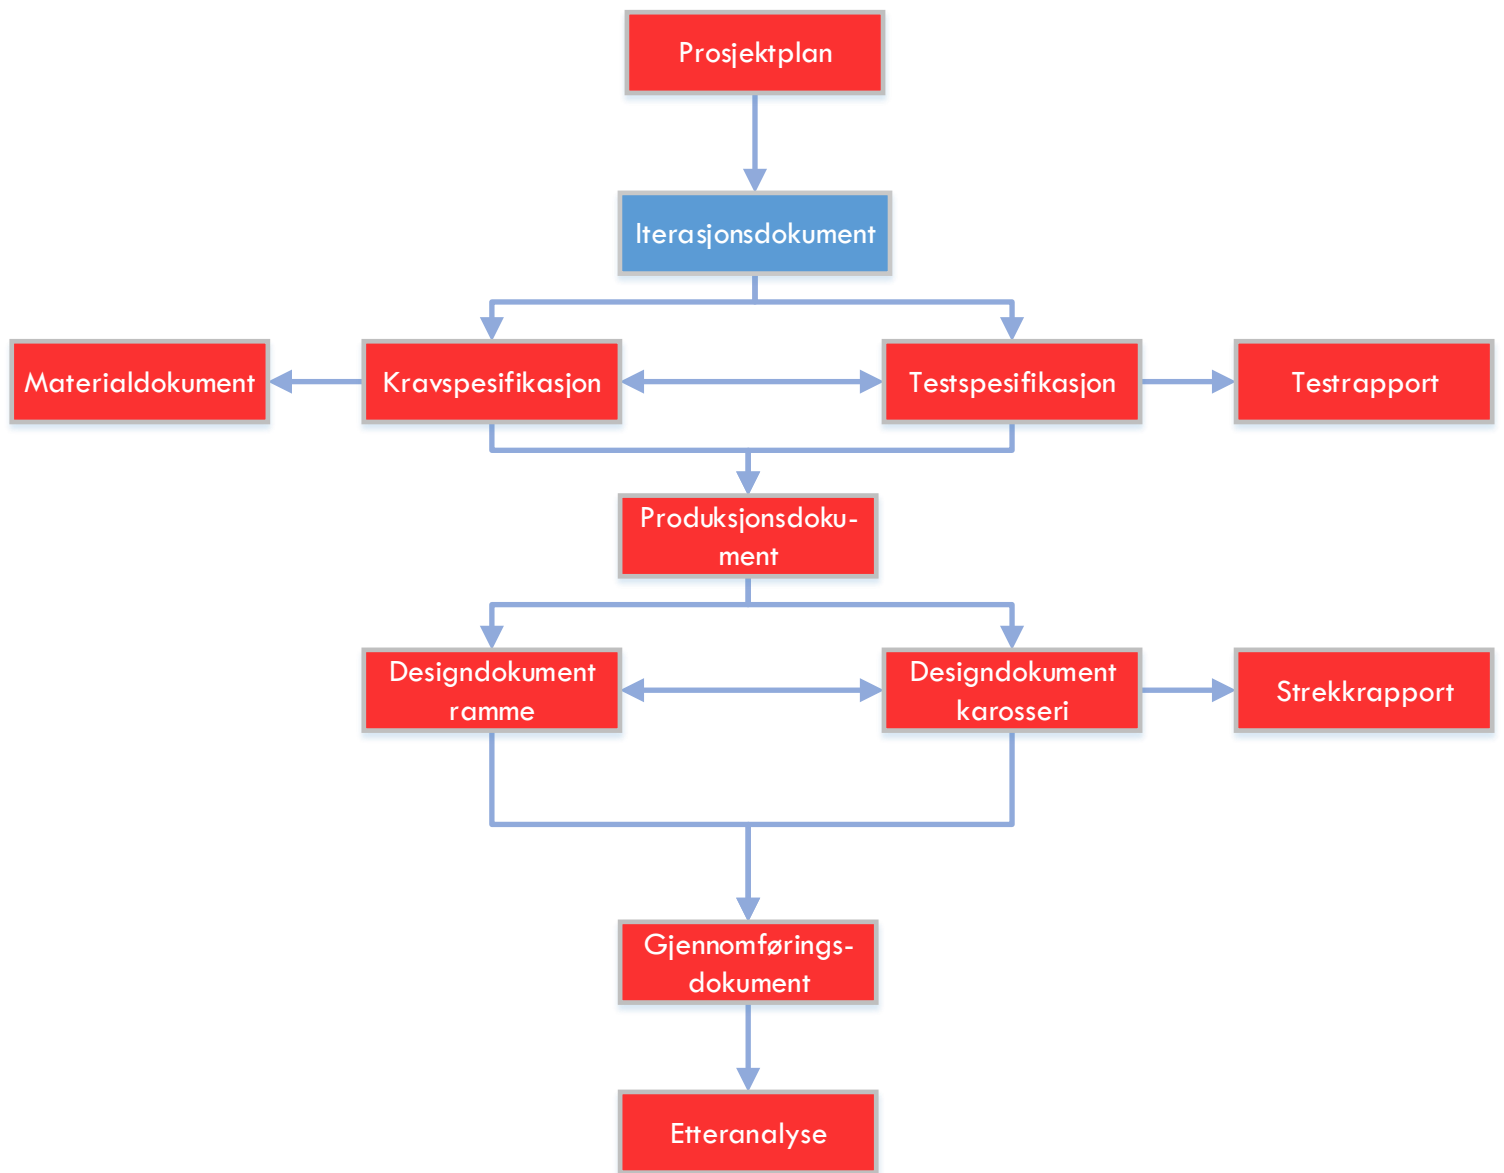 Prosjektplan
Iterasjonsdokument
Materialdokument
Kravspesifikasjon
Testspesifikasjon
Testrapport
Produksjonsdoku-
ment
Designdokument
ramme
Designdokument
karosseri
Strekkrapport
Gjennomførings-
dokument
Etteranalyse